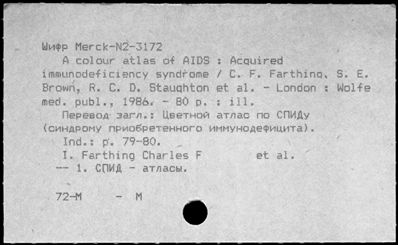 Шифр Merck-N2-3172
A colour atlas of AIDS : Acquired
immunodeficiency syndrome / C. F. Farthing, S. E.
Brown, R. C. D. Staughton et al. - London : Wolfe
med. publ., 1986. - 80 p. : ill.
Перевод загл.: Цветной атлас по СПИДу
(синдрому приобретенного иммунодефицита).
Ind.: p. 79-80.
I. Farthing Charles F et al.
-- 1. СПИД - атласы.
72-М - М